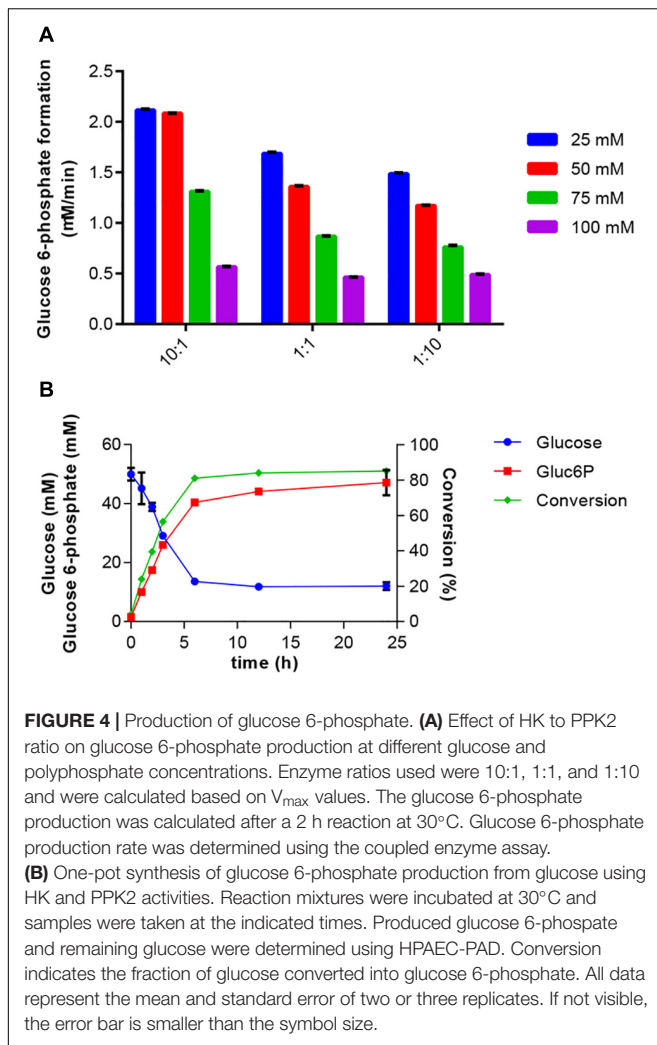 A
Glucose 6-phosphate formation
(mM/min)
2.5
2.0
1.5
1.0
0.5
0.0
10:1
1:1
1:10
25 mM
50 mM
75 mM
100 mM
B
Glucose (mM)
Glucose 6-phosphate (mM)
60
40
20
0
0
5
10
15
20
25
time (h)
100
80
60
40
20
0
Conversion (%)
Glucose
Gluc6P
Conversion
FIGURE 4 | Production of glucose 6-phosphate. (A) Effect of HK to PPK2
ratio on glucose 6-phosphate production at different glucose and
polyphosphate concentrations. Enzyme ratios used were 10:1, 1:1, and 1:10
and were calculated based on Vmax values. The glucose 6-phosphate
production was calculated after a 2 h reaction at 30°C. Glucose 6-phosphate
production rate was determined using the coupled enzyme assay.
(B) One-pot synthesis of glucose 6-phosphate production from glucose using
HK and PPK2 activities. Reaction mixtures were incubated at 30°C and
samples were taken at the indicated times. Produced glucose 6-phospate
and remaining glucose were determined using HPAEC-PAD. Conversion
indicates the fraction of glucose converted into glucose 6-phosphate. All data
represent the mean and standard error of two or three replicates. If not visible,
the error bar is smaller than the symbol size.